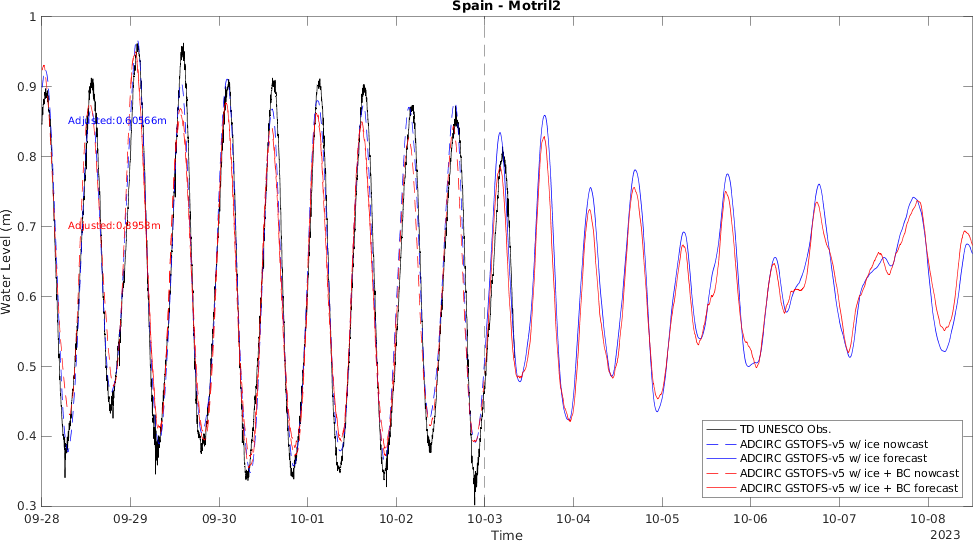 Spain - Motril2
Water Level (m)
1
0.9
0.8
0.7
0.6
0.5
0.4
0.3
Adjusted:0.60566m
Adjusted:0.3953m
TD UNESCO Obs.
ADCIRC GSTOFS-v5 w/ ice nowcast
ADCIRC GSTOFS-v5 w/ ice forecast
ADCIRC GSTOFS-v5 w/ ice + BC nowcast
ADCIRC GSTOFS-v5 w/ ice + BC forecast
09-28 09-29 09-30 10-01 10-02 10-03 10-04 10-05 10-06 10-07 10-08
Time
2023